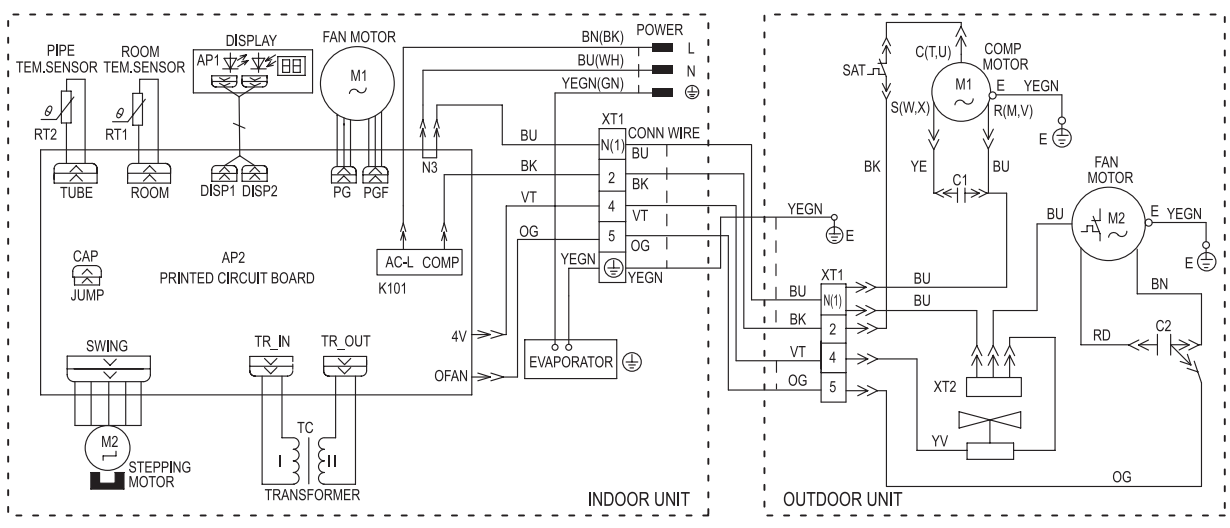 PIPE
TEM.SENSOR
ROOM
TEM.SENSOR
DISPLAY
AP1
FAN MOTOR
M1
BN(BK)
POWER
L
BU(WH)
N
YEGN(GN)
RT2
RT1
TUBE
ROOM
DISP1
DISP2
PG
PGF
N3
BU
XT1
CONN WIRE
N(1)
BU
BK
2
BK
VT
4
VT
OG
5
OG
YEGN
YEGN
CAP
JUMP
AP2
PRINTED CIRCUIT BOARD
AC-L
COMP
K101
4V
OFAN
EVAPORATOR
SWING
TR_IN
TR_OUT
M2
STEPPING
MOTOR
TC
I
II
TRANSFORMER
INDOOR UNIT
C(T,U)
COMP
MOTOR
SAT
M1
E
YEGN
S(W,X)
R(M,V)
E
BK
YE
BU
C1
FAN
MOTOR
YEGN
E
BU
M2
E
YEGN
E
XT1
BU
BU
N(1)
BU
BN
BK
2
RD
C2
VT
4
OG
5
XT2
YV
OG
OUTDOOR UNIT